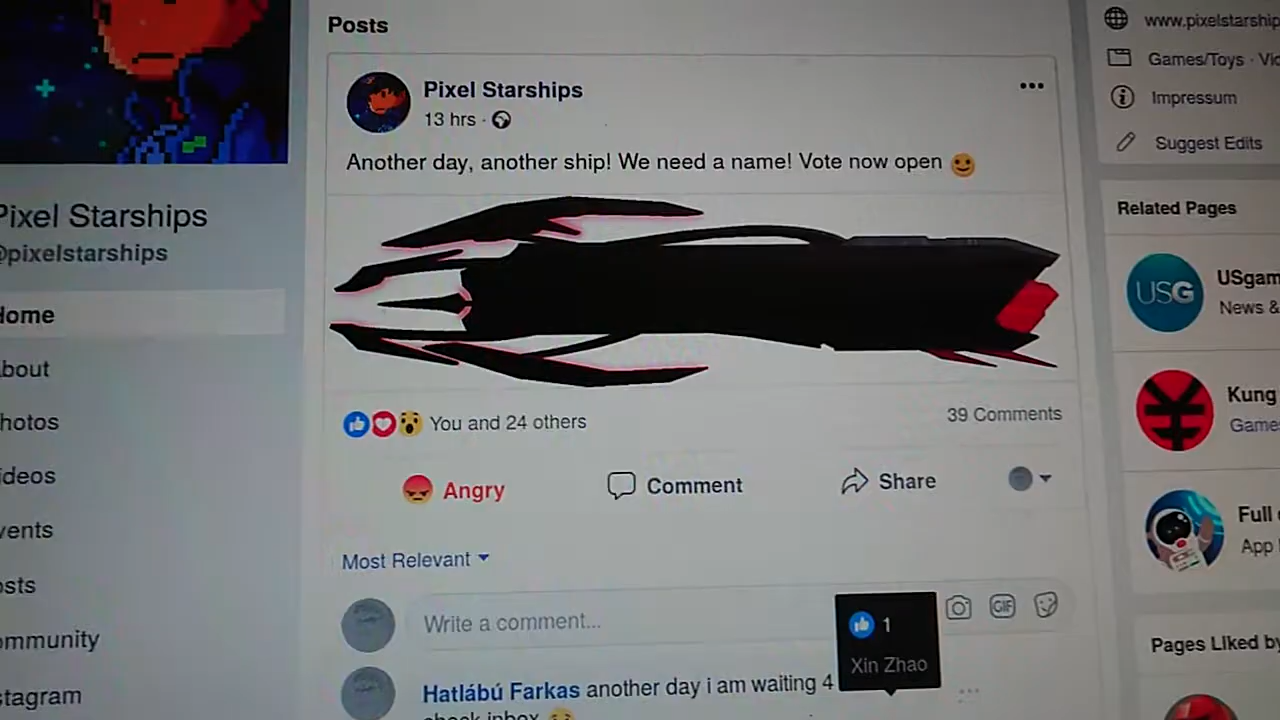 Posts
Pixel Starships
13 hrs ·
Another day, another ship! We need a name! Vote now open
You and 24 others
39 Comments
Angry
Comment
Share
Most Relevant
Write a comment...
GIF
1
Xin Zhao
Hatlábú Farkas another day i am waiting 4
check inbox
Pixel Starships
@pixelstarships
Home
About
Photos
Videos
Events
Posts
Community
Instagram
www.pixelstarship
Games/Toys · Vid
Impressum
Suggest Edits
Related Pages
USG
USgam
News &
Kung
Game
Full
App
Pages Liked by